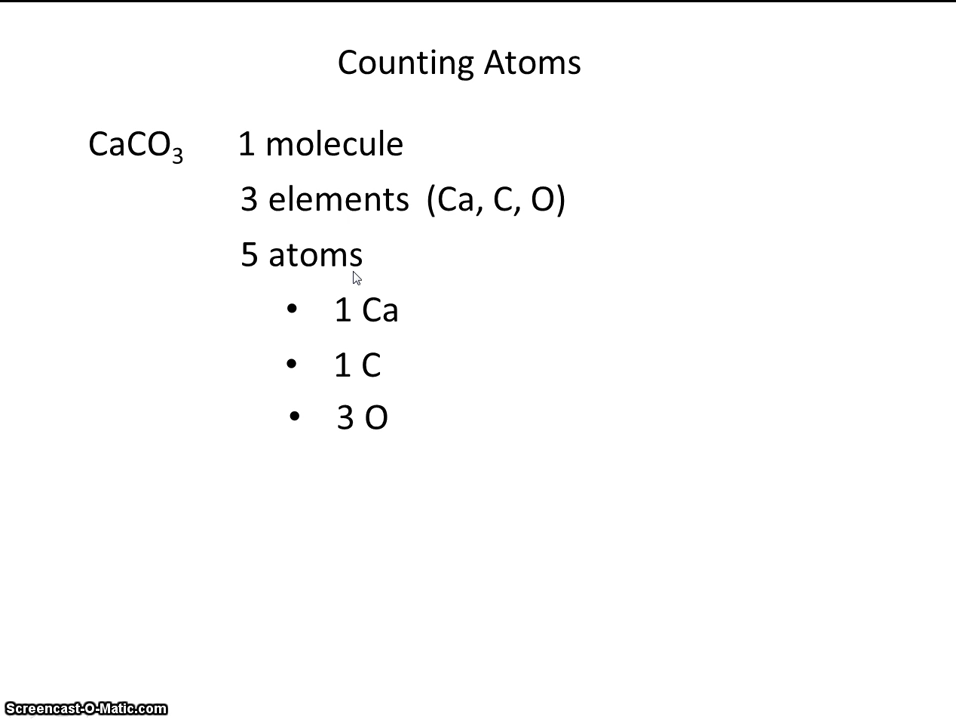 Counting Atoms
CaCO₃ 1 molecule
3 elements (Ca, C, O)
5 atoms
• 1 Ca
• 1 C
• 3 O
Screencast-O-Matic.com